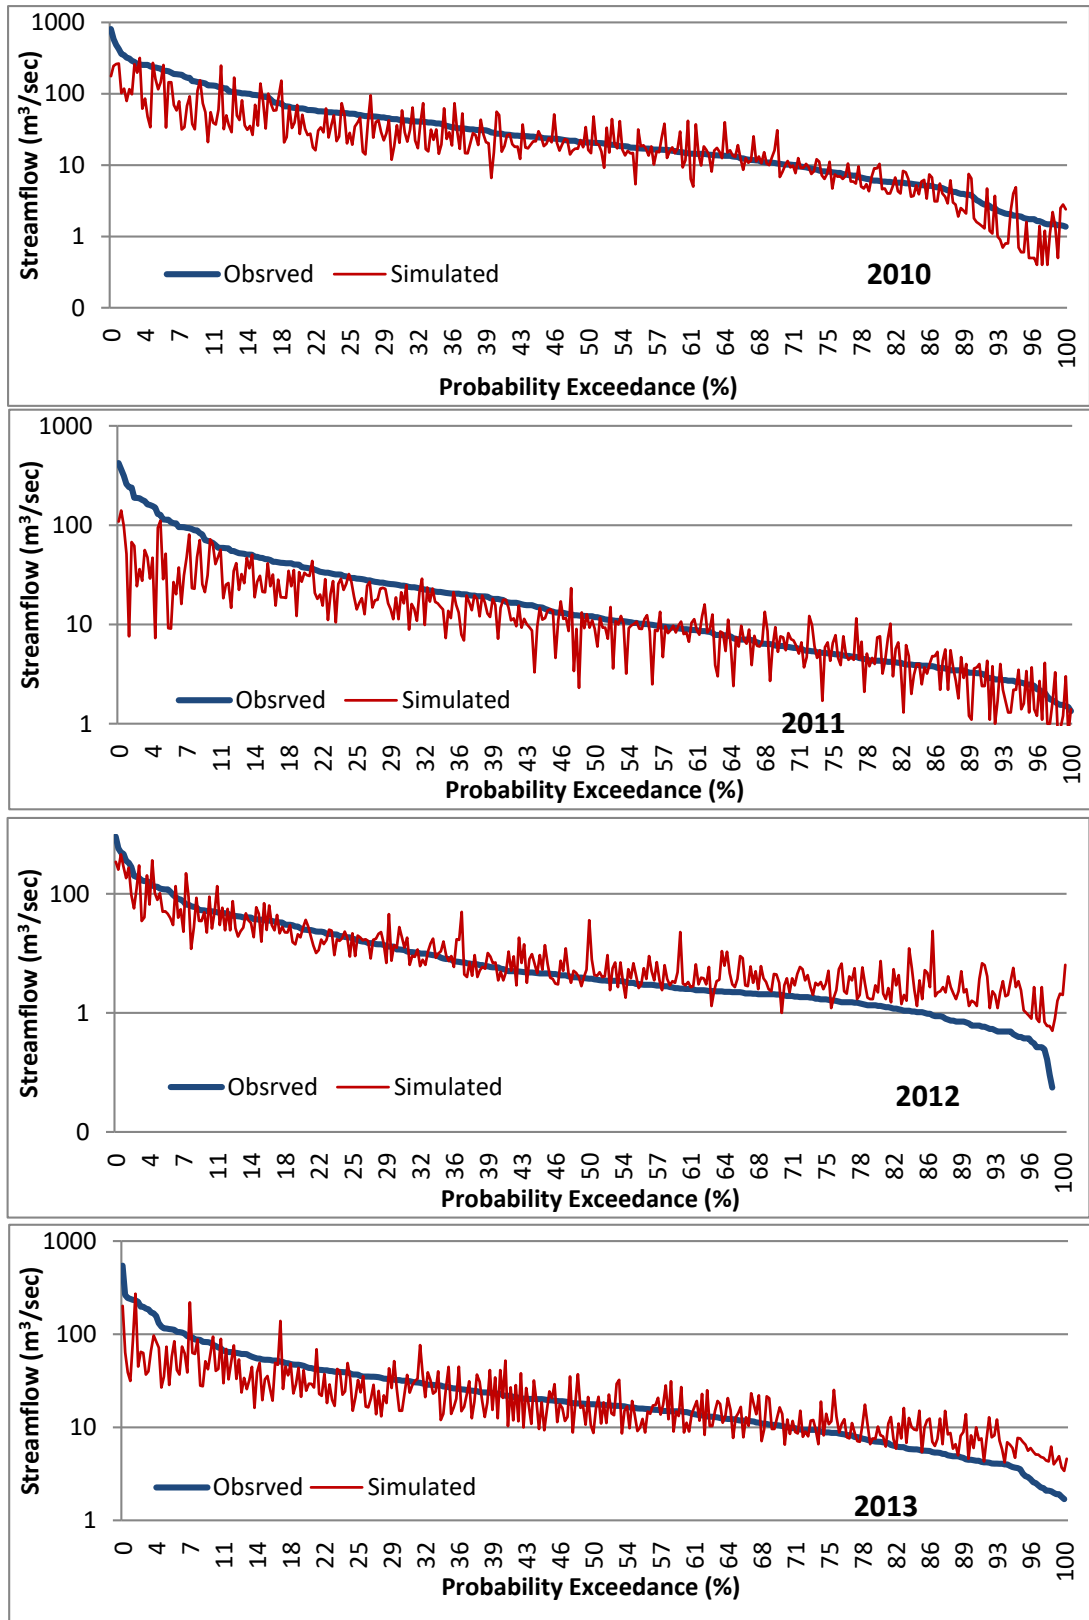 1000
100
10
1
0
Streamflow (m³/sec)
Obsrved
Simulated
2010
0 4 7 11 14 18 22 25 29 32 36 39 43 46 50 54 57 61 64 68 71 75 78 82 86 89 93 96 100
Probability Exceedance (%)
1000
100
10
1
Streamflow (m³/sec)
Obsrved
Simulated
2011
0 4 7 11 14 18 22 25 29 32 36 39 43 46 50 54 57 61 64 68 71 75 78 82 86 89 93 96 100
Probability Exceedance (%)
100
1
0
Streamflow (m³/sec)
Obsrved
Simulated
2012
0 4 7 11 14 18 22 25 29 32 36 39 43 46 50 54 57 61 64 68 71 75 78 82 86 89 93 96 100
Probability Exceedance (%)
1000
100
10
1
Streamflow (m³/sec)
Obsrved
Simulated
2013
0 4 7 11 14 18 22 25 29 32 36 39 43 46 50 54 57 61 64 68 71 75 78 82 86 89 93 96 100
Probability Exceedance (%)